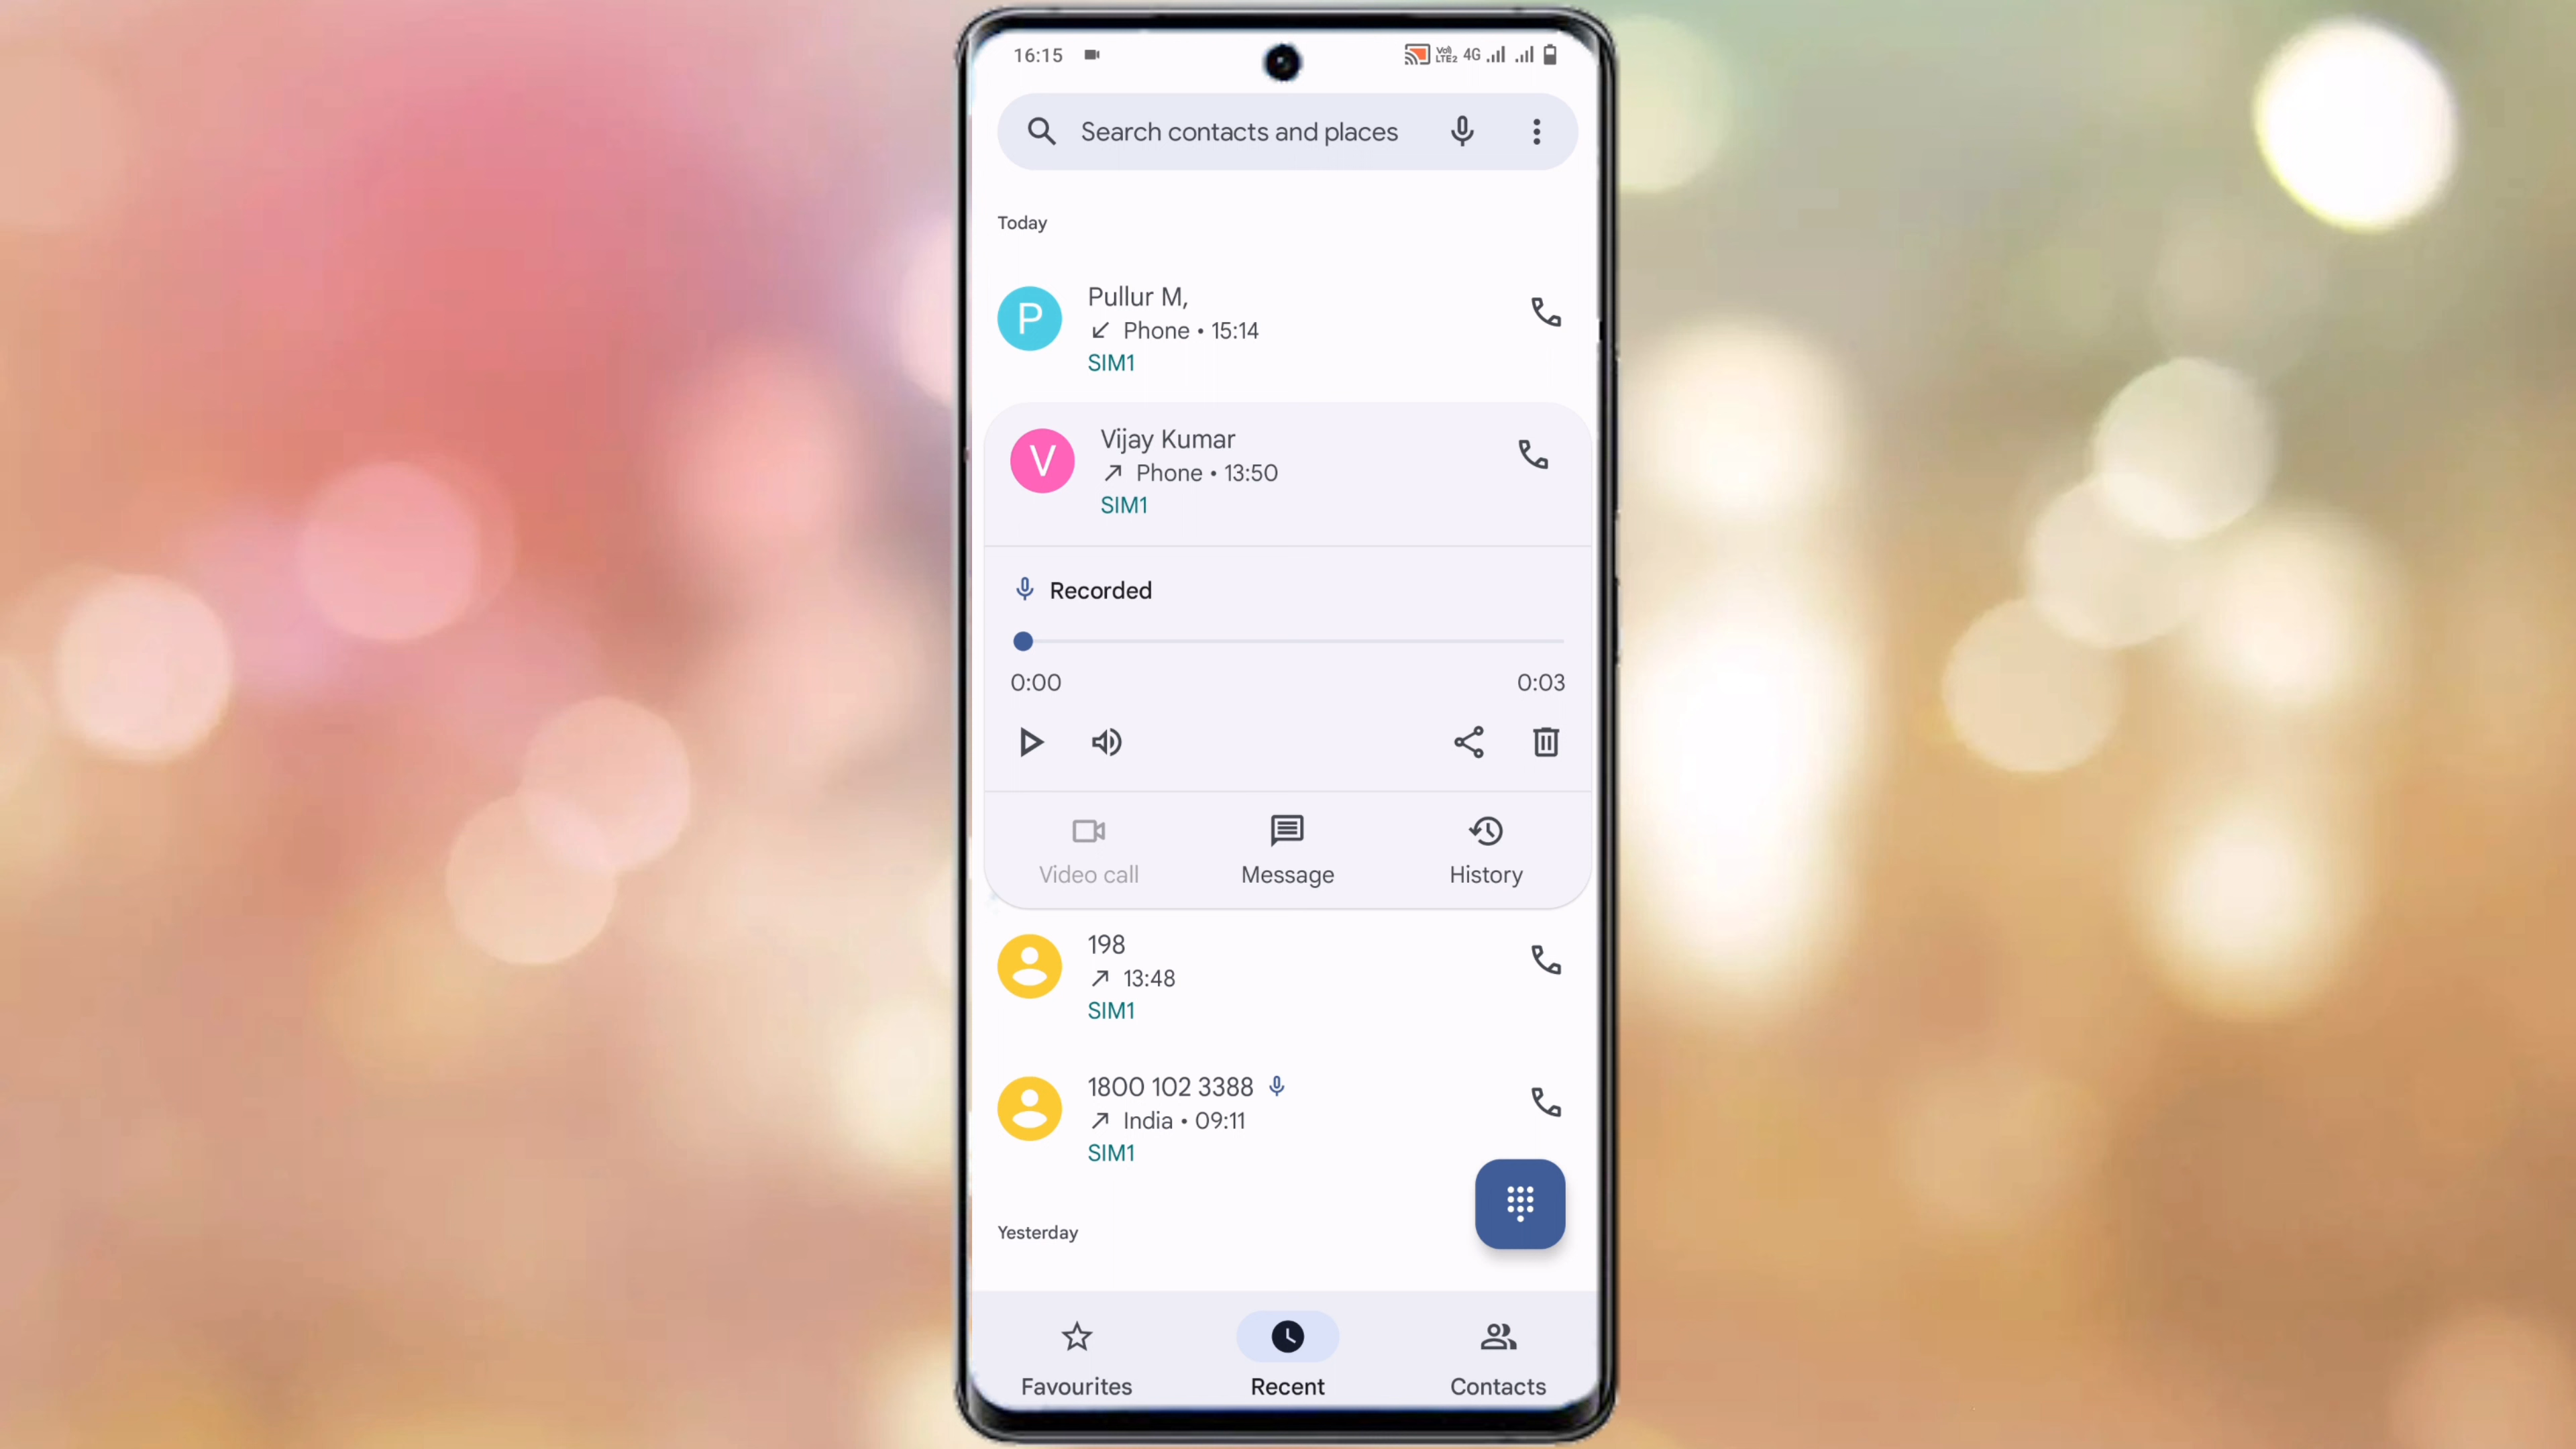 16:15
Vo)) LTE2 4G
Search contacts and places
Today
P
Pullur M,
Phone • 15:14
SIM1
V
Vijay Kumar
Phone • 13:50
SIM1
Recorded
0:00
0:03
Video call
Message
History
198
13:48
SIM1
1800 102 3388
India • 09:11
SIM1
Yesterday
Favourites
Recent
Contacts